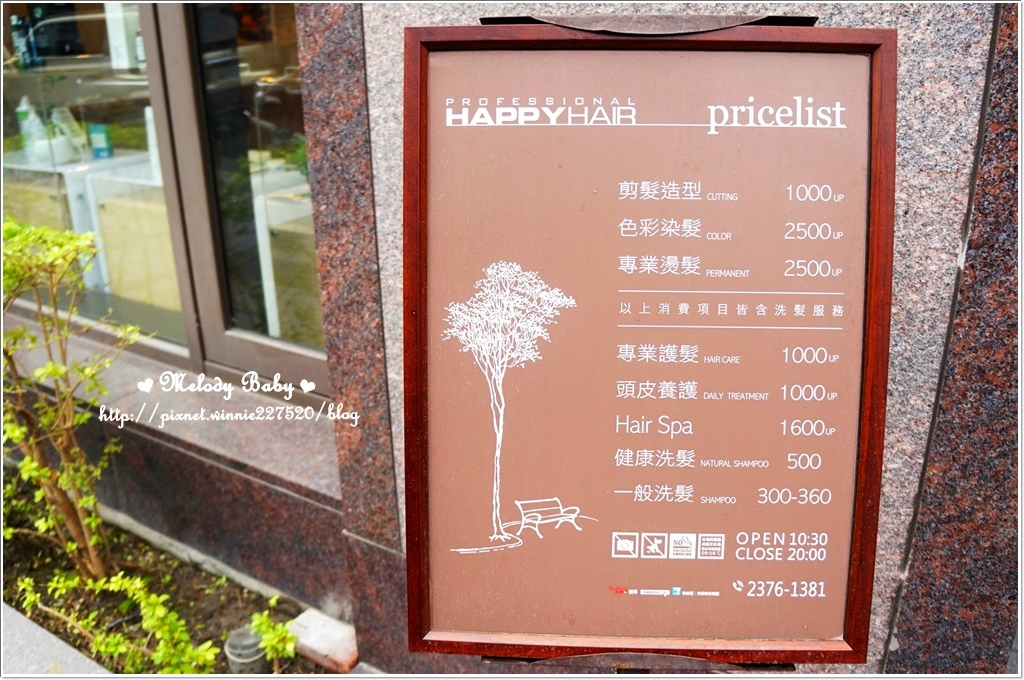 PROFESSIONAL
HAPPYHAIR pricelist
剪髮造型 CUTTING 1000 UP
色彩染髮 COLOR 2500 UP
專業燙髮 PERMANENT 2500 UP
以上消費項目皆含洗髮服務
專業護髮 HAIR CARE 1000 UP
頭皮養護 DAILY TREATMENT 1000 UP
Hair Spa 1600 UP
健康洗髮 NATURAL SHAMPOO 500
一般洗髮 SHAMPOO 300-360
NO
OPEN 10:30
CLOSE 20:00
2376-1381
Melody Baby
http://pixnet.winnie227520/blog